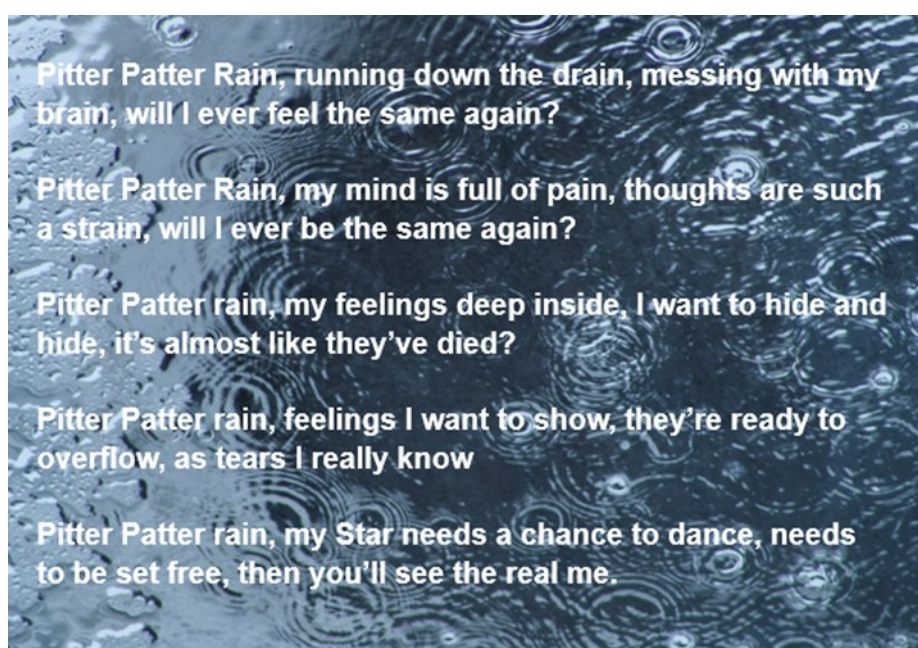 Pitter Patter Rain, running down the drain, messing with my
brain, will I ever feel the same again?
Pitter Patter Rain, my mind is full of pain, thoughts are such
a strain, will I ever be the same again?
Pitter Patter rain, my feelings deep inside, I want to hide and
hide, it’s almost like they’ve died?
Pitter Patter rain, feelings I want to show, they’re ready to
overflow, as tears I really know
Pitter Patter rain, my Star needs a chance to dance, needs
to be set free, then you’ll see the real me.